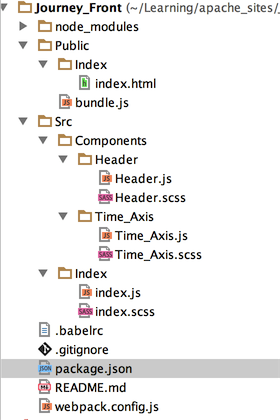 Journey_Front (~/Learning/apache_sites/
node_modules
Public
Index
index.html
bundle.js
Src
Components
Header
Header.js
Header.scss
Time_Axis
Time_Axis.js
Time_Axis.scss
Index
index.js
index.scss
.babelrc
.gitignore
package.json
README.md
webpack.config.js